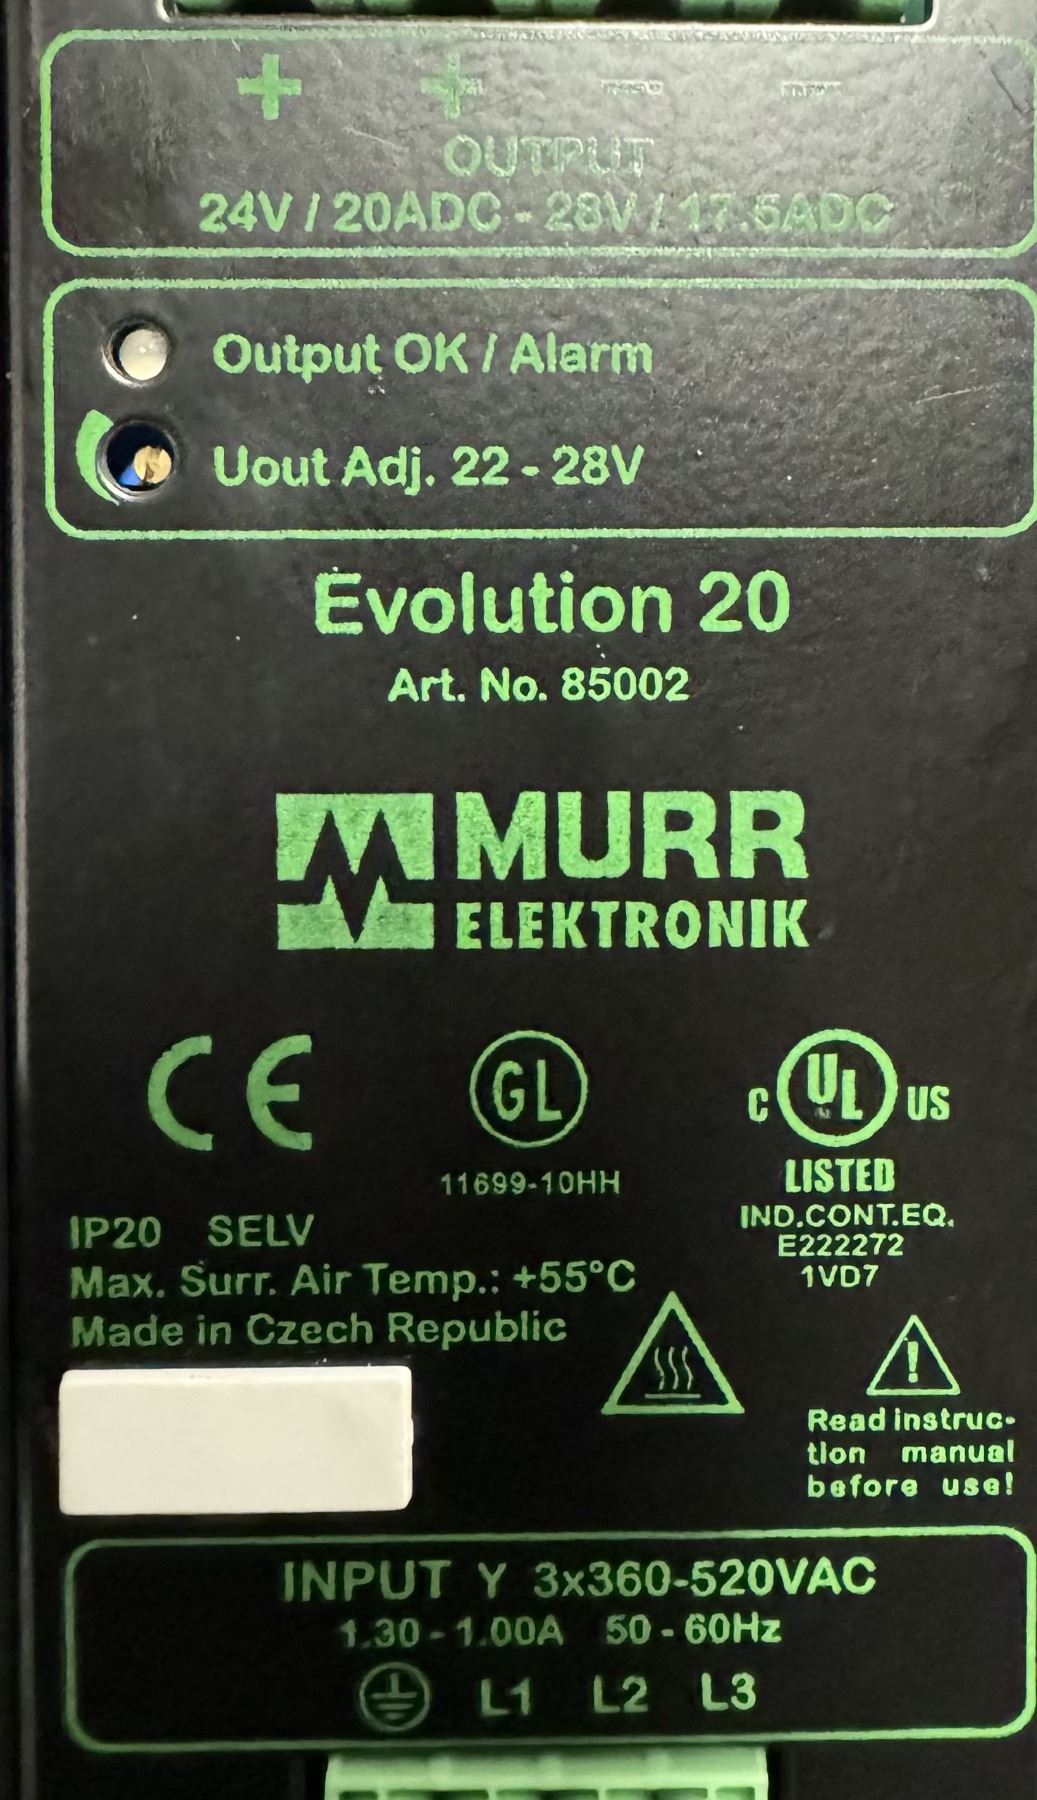 + + - -
OUTPUT
24V / 20ADC - 28V / 17.5ADC
Output OK / Alarm
Uout Adj. 22 - 28V
Evolution 20
Art. No. 85002
MURR
ELEKTRONIK
CE
GL
11699-10HH
C UL US
LISTED
IND.CONT.EQ.
E222272
1VD7
IP20 SELV
Max. Surr. Air Temp.: +55°C
Made in Czech Republic
!
Read instruc-
tion manual
before use!
INPUT Y 3x360-520VAC
1.30 - 1.00A 50 - 60Hz
L1 L2 L3